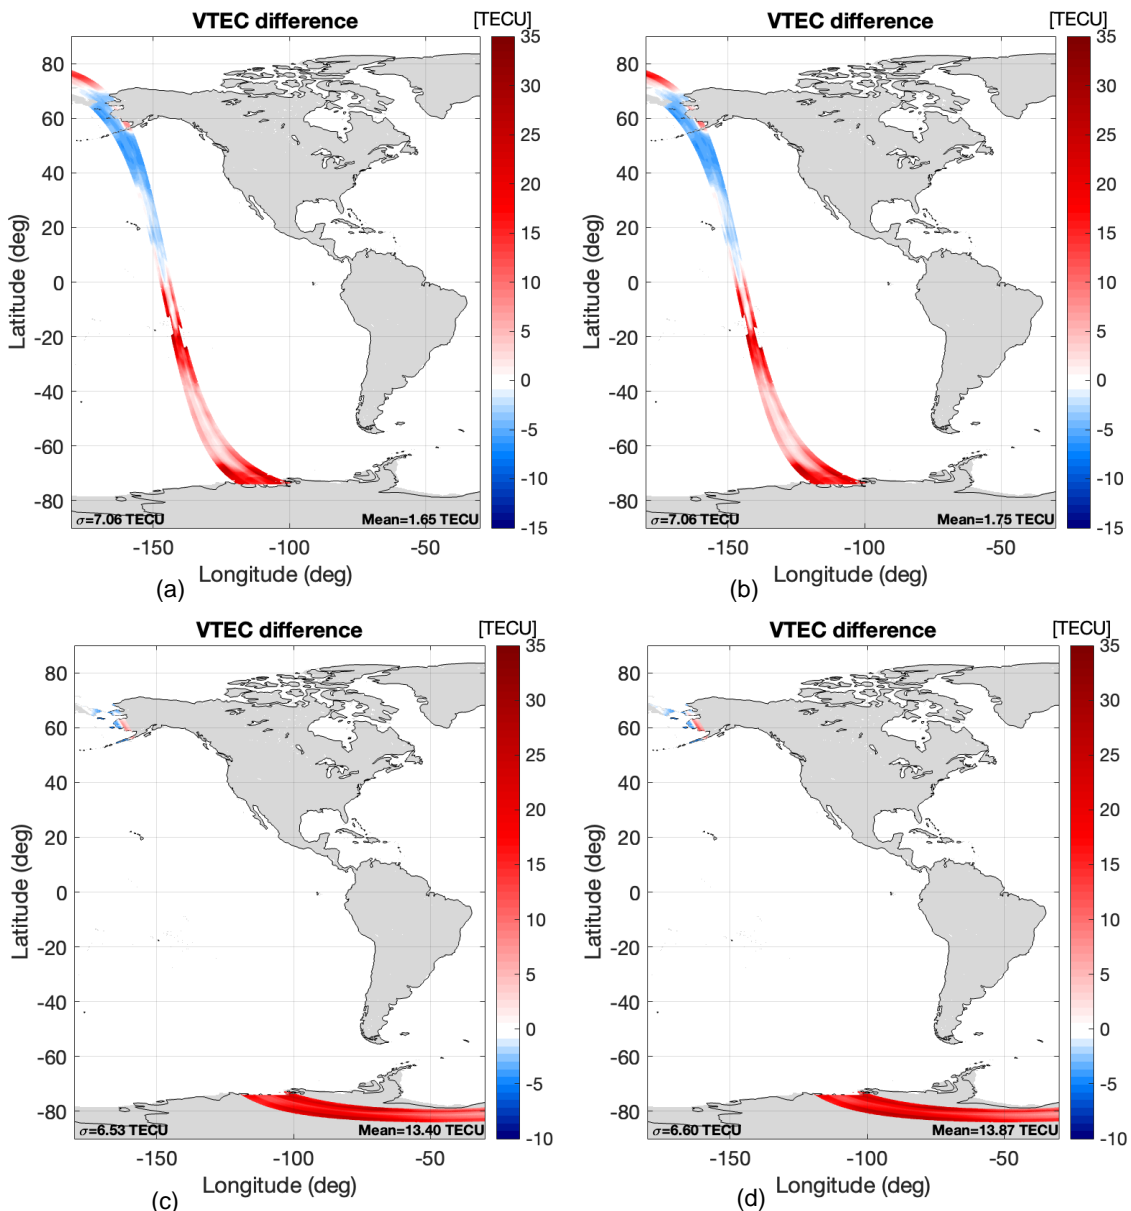 VTEC difference [TECU] VTEC difference [TECU]
80 60 40 20 0 -20 -40 -60 -80
35 30 25 20 15 10 5 0 -5 -10 -15
80 60 40 20 0 -20 -40 -60 -80
35 30 25 20 15 10 5 0 -5 -10 -15
Latitude (deg) Latitude (deg)
σ=7.06 TECU Mean=1.65 TECU σ=7.06 TECU Mean=1.75 TECU
-150 -100 -50 -150 -100 -50
Longitude (deg) Longitude (deg)
(a) (b)
VTEC difference [TECU] VTEC difference [TECU]
80 60 40 20 0 -20 -40 -60 -80
35 30 25 20 15 10 5 0 -5 -10
80 60 40 20 0 -20 -40 -60 -80
35 30 25 20 15 10 5 0 -5 -10
Latitude (deg) Latitude (deg)
σ=6.53 TECU Mean=13.40 TECU σ=6.60 TECU Mean=13.87 TECU
-150 -100 -50 -150 -100 -50
Longitude (deg) Longitude (deg)
(c) (d)